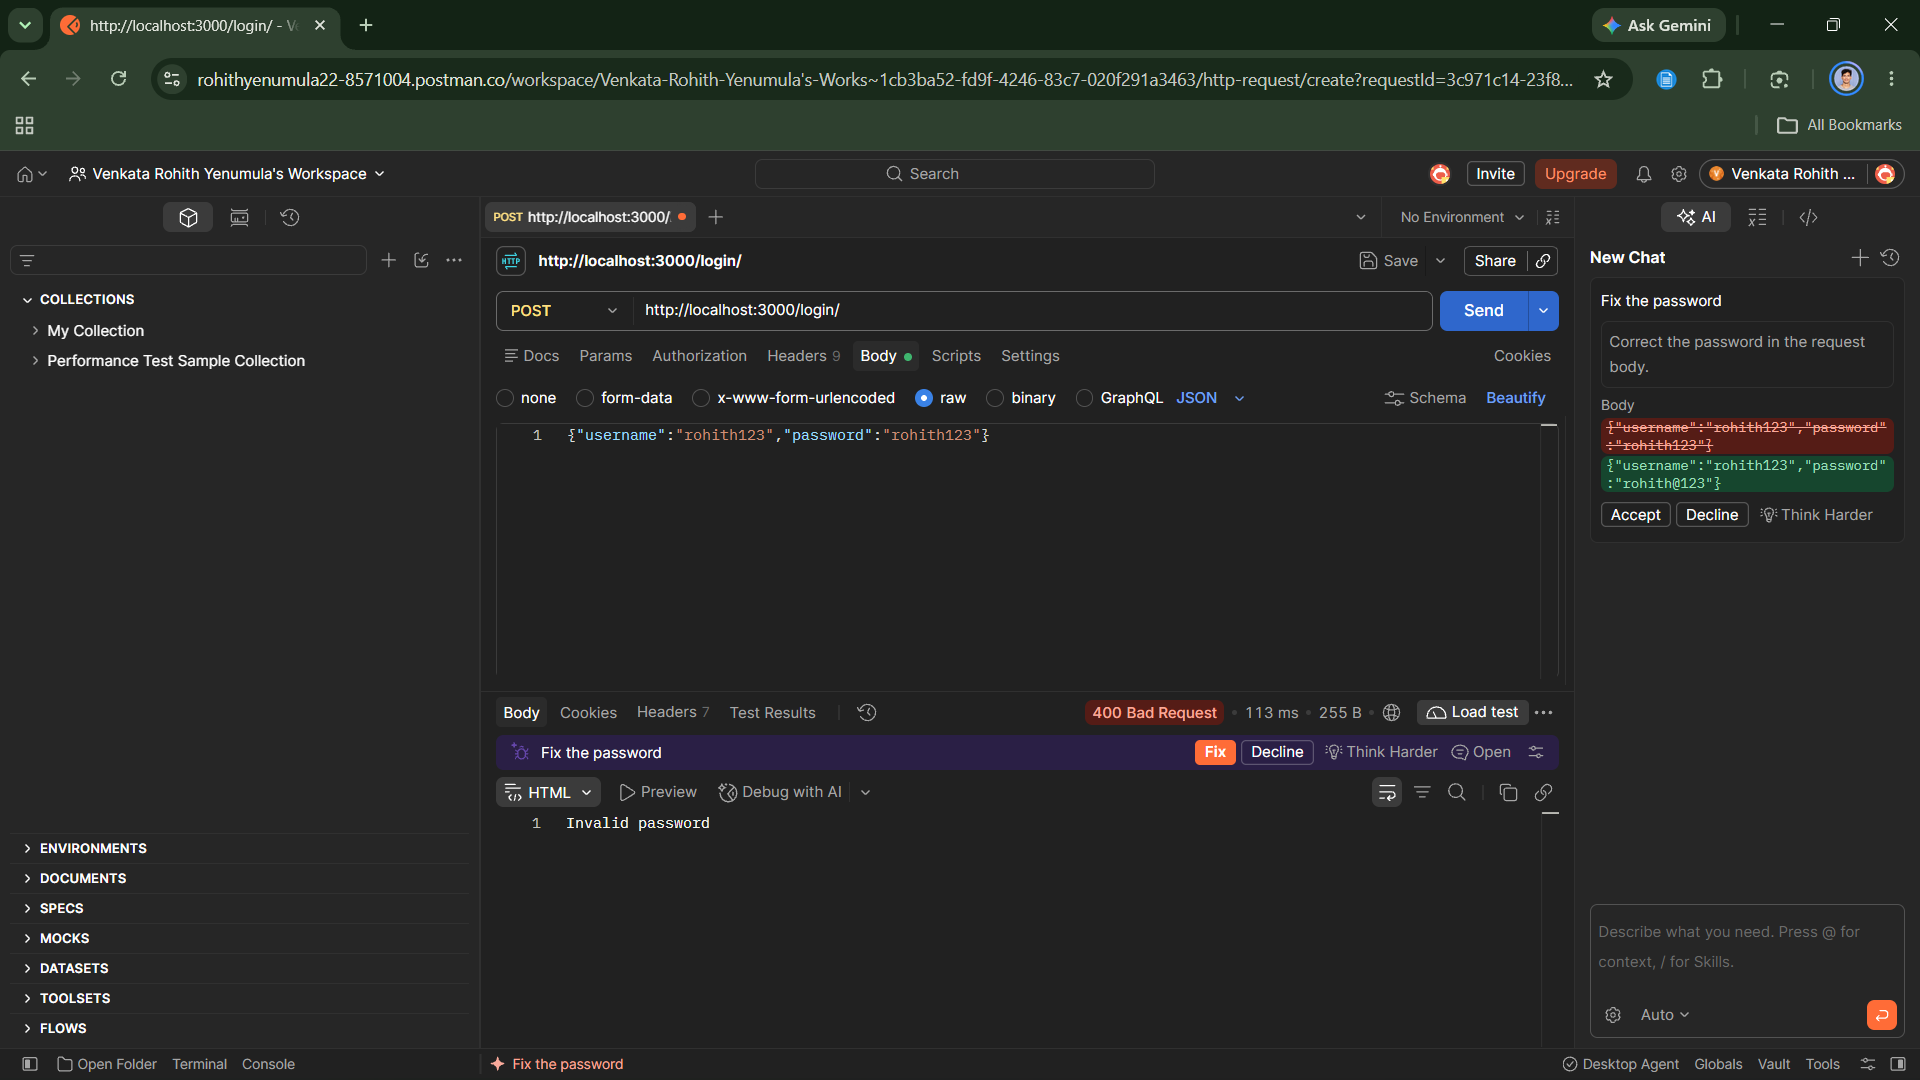 http://localhost:3000/login/ - V
Ask Gemini
rohithyenumula22-8571004.postman.co/workspace/Venkata-Rohith-Yenumula's-Works~1cb3ba52-fd9f-4246-83c7-020f291a3463/http-request/create?requestId=3c971c14-23f8...
All Bookmarks
Venkata Rohith Yenumula's Workspace
Search
Invite
Upgrade
Venkata Rohith ...
POST http://localhost:3000/
No Environment
AI
HTTP http://localhost:3000/login/
Save
Share
New Chat
COLLECTIONS
My Collection
Performance Test Sample Collection
POST http://localhost:3000/login/
Send
Docs Params Authorization Headers 9 Body Scripts Settings
Cookies
none form-data x-www-form-urlencoded raw binary GraphQL JSON
Schema Beautify
1 {"username":"rohith123","password":"rohith123"}
Fix the password
Correct the password in the request
body.
Body
{"username":"rohith123","password"
:"rohith123"}
{"username":"rohith123","password"
:"rohith@123"}
Accept Decline Think Harder
Body Cookies Headers 7 Test Results
400 Bad Request • 113 ms • 255 B
Load test
Fix the password
Fix Decline Think Harder Open
HTML Preview Debug with AI
1 Invalid password
ENVIRONMENTS
DOCUMENTS
SPECS
MOCKS
DATASETS
TOOLSETS
FLOWS
Describe what you need. Press @ for
context, / for Skills.
Auto
Open Folder Terminal Console
Fix the password
Desktop Agent Globals Vault Tools